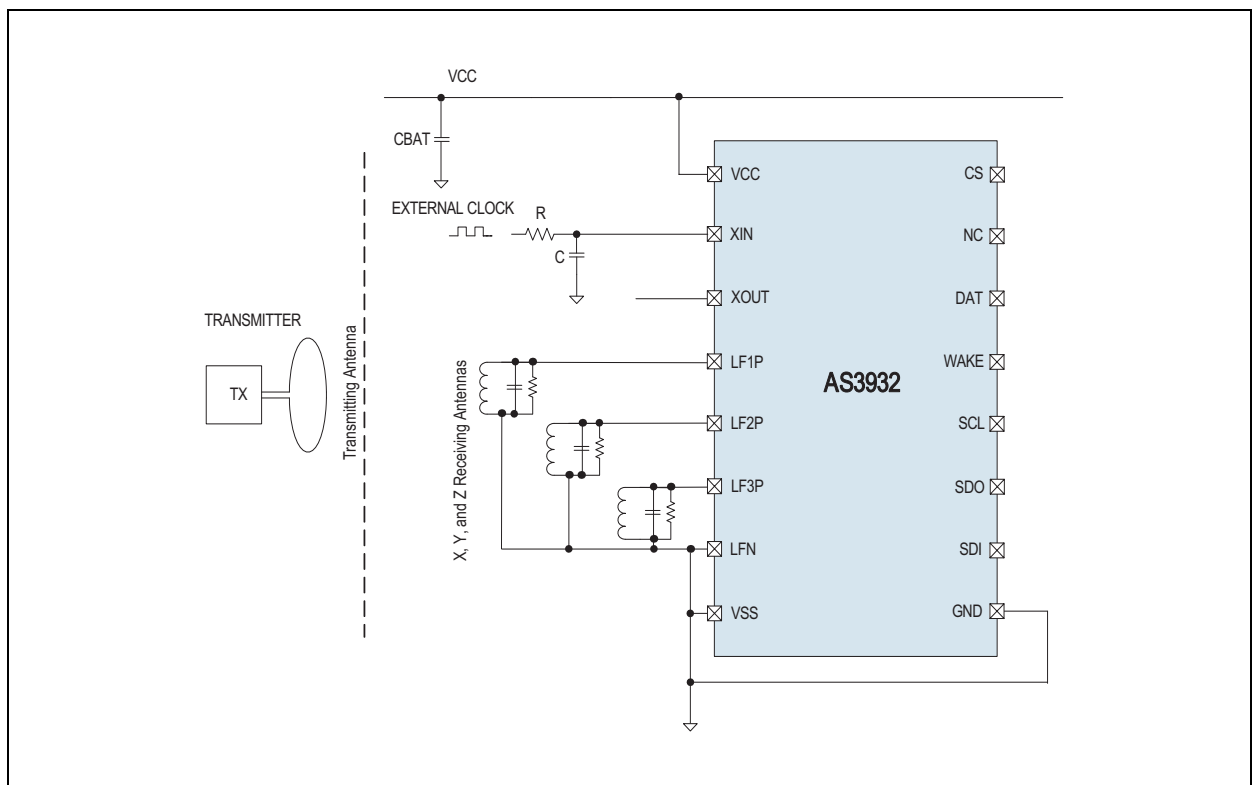 VCC
CBAT
EXTERNAL CLOCK
R
C
TRANSMITTER
TX
Transmitting Antenna
X, Y, and Z Receiving Antennas
AS3932
VCC
XIN
XOUT
LF1P
LF2P
LF3P
LFN
VSS
CS
NC
DAT
WAKE
SCL
SDO
SDI
GND